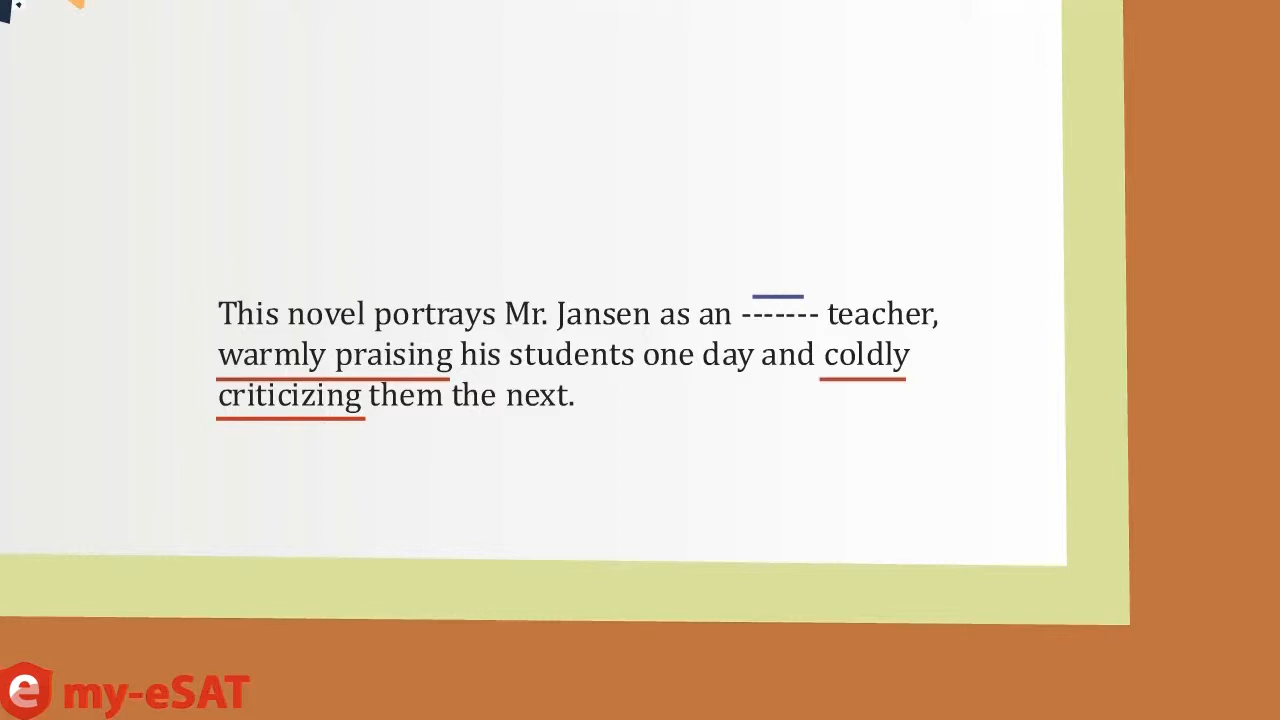 This novel portrays Mr. Jansen as an ------- teacher,
warmly praising his students one day and coldly
criticizing them the next.
e my-eSAT